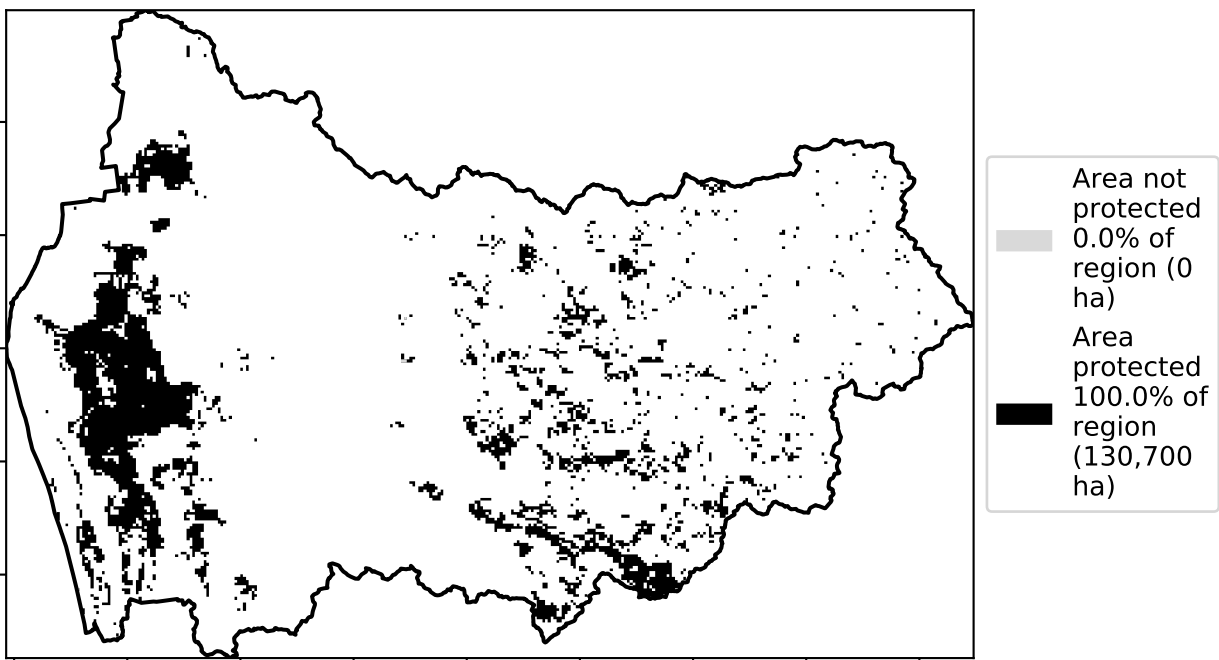 Area not
protected
0.0% of
region (0
ha)
Area
protected
100.0% of
region
(130,700
ha)